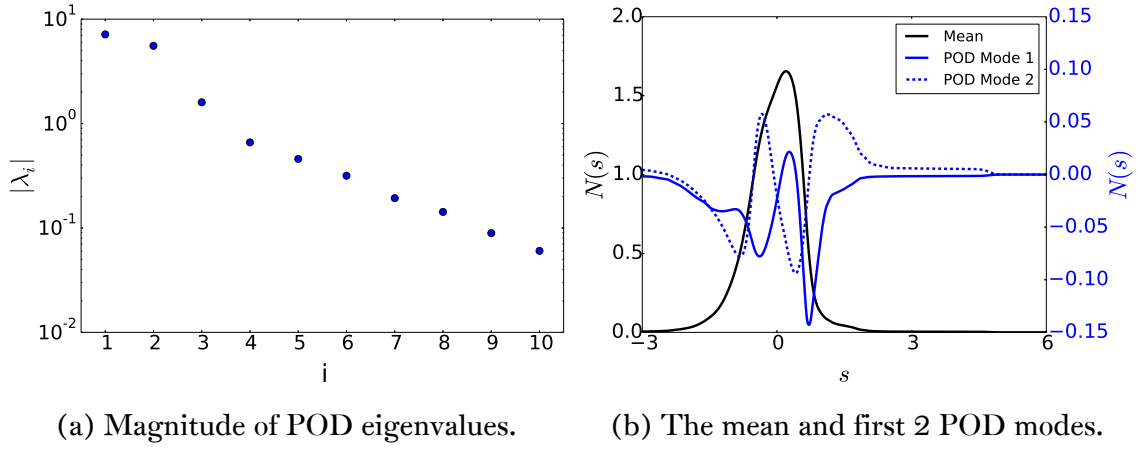 10^1
10^0
10^-1
10^-2
|λ_i|
1 2 3 4 5 6 7 8 9 10
i
(a) Magnitude of POD eigenvalues.
2.0
1.5
1.0
0.5
0.0
N(s)
Mean
POD Mode 1
POD Mode 2
0.15
0.10
0.05
0.00
−0.05
−0.10
−0.15
N(s)
−3 0 3 6
s
(b) The mean and first 2 POD modes.